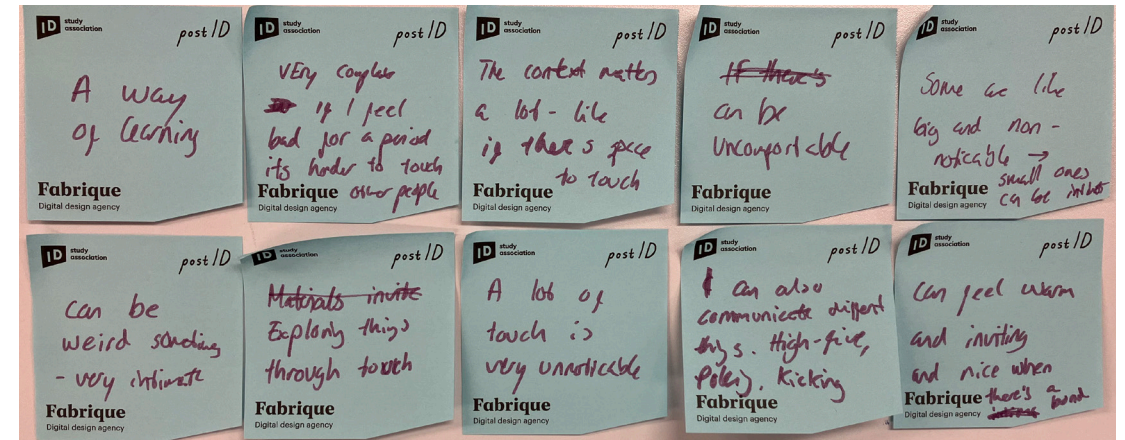 ID study association
post ID
A way
of learning
Fabrique
Digital design agency
ID study association
post ID
Very complex
if I feel
bad for a period
its harder to touch
other people
Fabrique
Digital design agency
ID study association
post ID
The context matters
a lot - like
if there's space
to touch
Fabrique
Digital design agency
ID study association
post ID
If there's
can be
uncomfortable
Fabrique
Digital design agency
ID study association
post ID
Some are like
big and non -
noticable →
small ones
can be
Fabrique
Digital design agency
ID study association
post ID
can be
weird
- very intimate
Fabrique
Digital design agency
ID study association
post ID
Materials invite
Exploring things
through touch
Fabrique
Digital design agency
ID study association
post ID
A lot of
touch is
very unnoticable
Fabrique
Digital design agency
ID study association
post ID
I can also
communicate different
things. High-five,
Poking, Kicking
Fabrique
Digital design agency
ID study association
post ID
can feel warm
and inviting
and nice when
there's a bond
Fabrique
Digital design agency